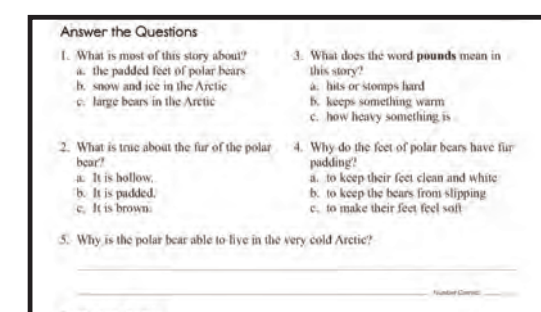 Answer the Questions
1. What is most of this story about?
a. the padded feet of polar bears
b. snow and ice in the Arctic
c. large bears in the Arctic
2. What is true about the fur of the polar
bear?
a. It is hollow.
b. It is padded.
c. It is brown.
3. What does the word pounds mean in
this story?
a. hits or stomps hard
b. keeps something warm
c. how heavy something is
4. Why do the feet of polar bears have fur
padding?
a. to keep their feet clean and white
b. to keep the bears from slipping
c. to make their feet feel soft
5. Why is the polar bear able to live in the very cold Arctic?
Number Correct: